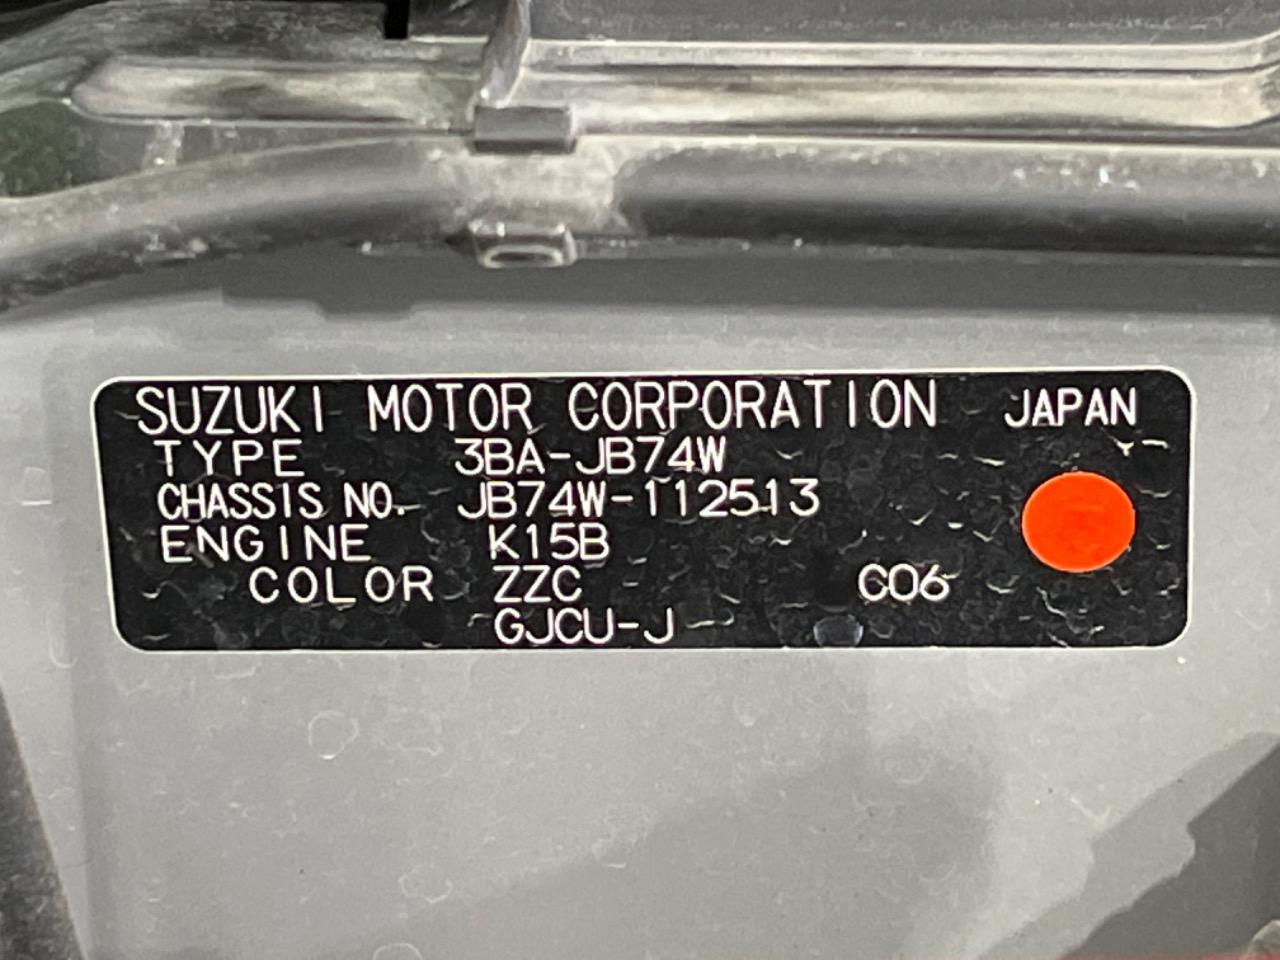 SUZUKI MOTOR CORPORATION JAPAN
TYPE 3BA-JB74W
CHASSIS NO. JB74W-112513
ENGINE K15B
COLOR ZZC C06
GJCU-J